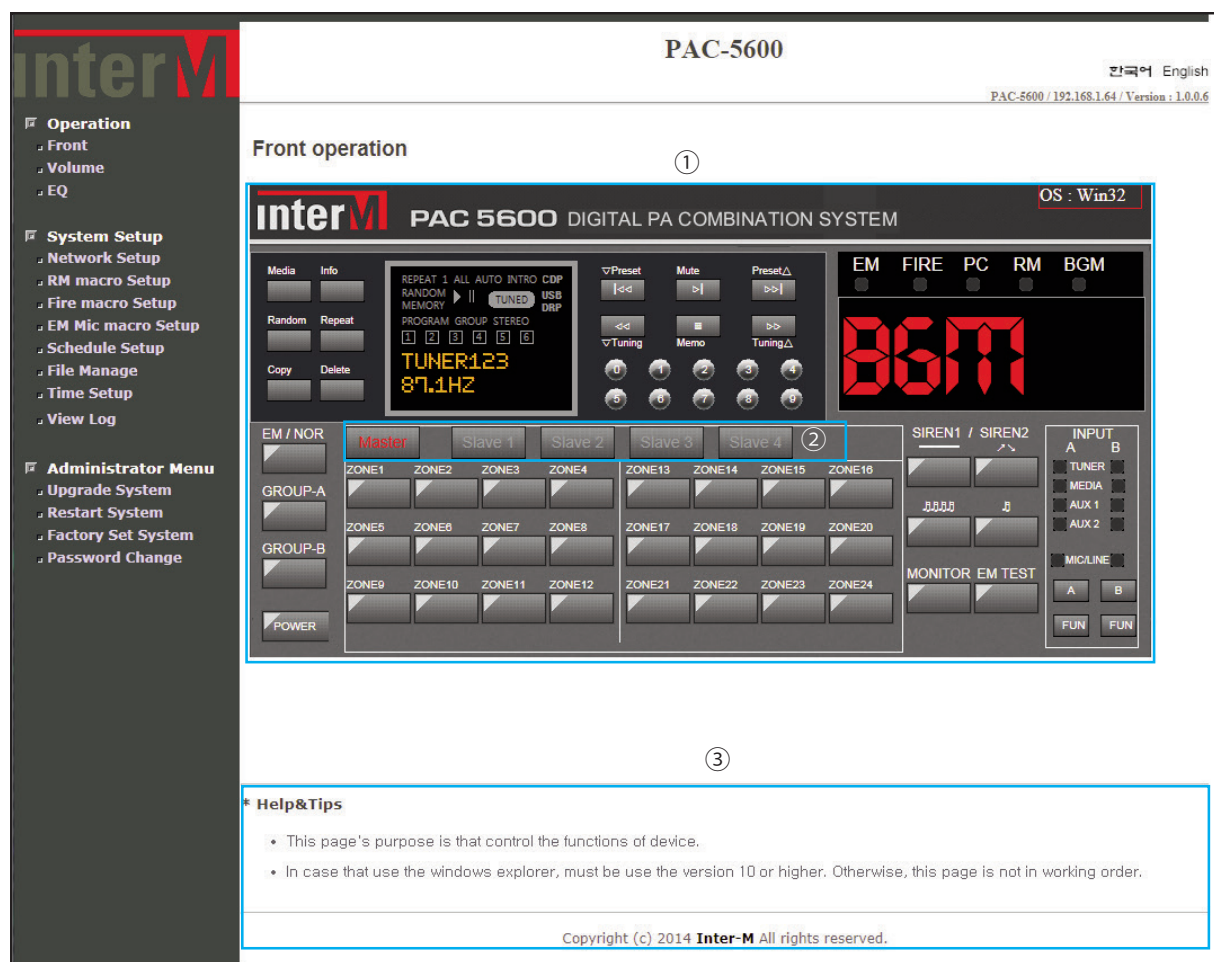 inter M
PAC-5600
한국어 English
PAC-5600 / 192.168.1.64 / Version : 1.0.0.6
Operation
Front
Volume
EQ
System Setup
Network Setup
RM macro Setup
Fire macro Setup
EM Mic macro Setup
Schedule Setup
File Manage
Time Setup
View Log
Administrator Menu
Upgrade System
Restart System
Factory Set System
Password Change
Front operation
①
inter M PAC 5600 DIGITAL PA COMBINATION SYSTEM
OS : Win32
Media Info
Random Repeat
Copy Delete
REPEAT 1 ALL AUTO INTRO CDP
RANDOM TUNED USB
MEMORY DRP
PROGRAM GROUP STEREO
1 2 3 4 5 6
TUNER123
87.1HZ
▽Preset Mute Preset△
▽Tuning Memo Tuning△
0 1 2 3 4
5 6 7 8 9
EM FIRE PC RM BGM
BGM
EM / NOR
GROUP-A
GROUP-B
POWER
Master Slave 1 Slave 2 Slave 3 Slave 4 ②
ZONE1 ZONE2 ZONE3 ZONE4 ZONE13 ZONE14 ZONE15 ZONE16
ZONE5 ZONE6 ZONE7 ZONE8 ZONE17 ZONE18 ZONE19 ZONE20
ZONE9 ZONE10 ZONE11 ZONE12 ZONE21 ZONE22 ZONE23 ZONE24
SIREN1 / SIREN2
MONITOR EM TEST
INPUT
A B
TUNER
MEDIA
AUX 1
AUX 2
MIC/LINE
A B
FUN FUN
③
* Help&Tips
• This page's purpose is that control the functions of device.
• In case that use the windows explorer, must be use the version 10 or higher. Otherwise, this page is not in working order.
Copyright (c) 2014 Inter-M All rights reserved.